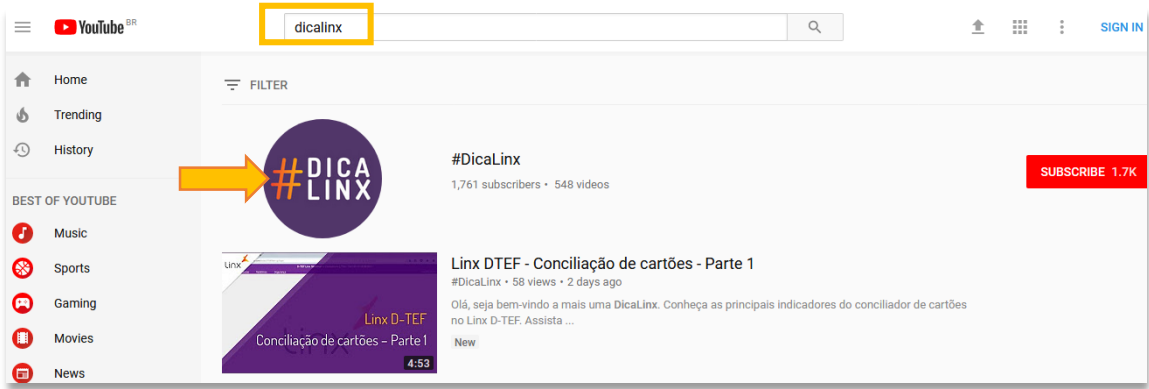 YouTube BR
dicalinx
SIGN IN
Home
Trending
History
BEST OF YOUTUBE
Music
Sports
Gaming
Movies
News
FILTER
#DICA
LINX
#DicaLinx
1,761 subscribers • 548 videos
SUBSCRIBE 1.7K
Linx
Linx D-TEF
Conciliação de cartões – Parte 1
4:53
Linx DTEF - Conciliação de cartões - Parte 1
#DicaLinx • 58 views • 2 days ago
Olá, seja bem-vindo a mais uma DicaLinx. Conheça as principais indicadores do conciliador de cartões
no Linx D-TEF. Assista ...
New